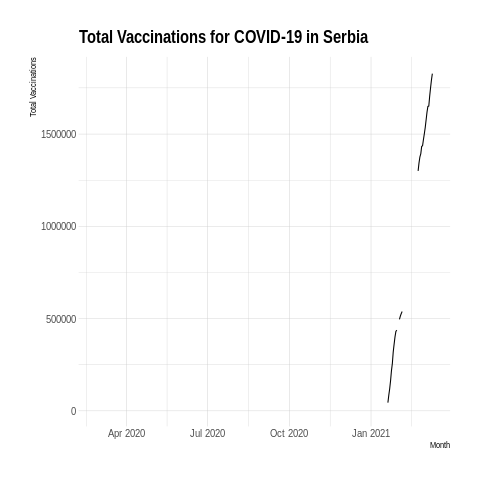 Total Vaccinations for COVID-19 in Serbia
Total Vaccinations
1500000
1000000
500000
0
Apr 2020 Jul 2020 Oct 2020 Jan 2021
Month